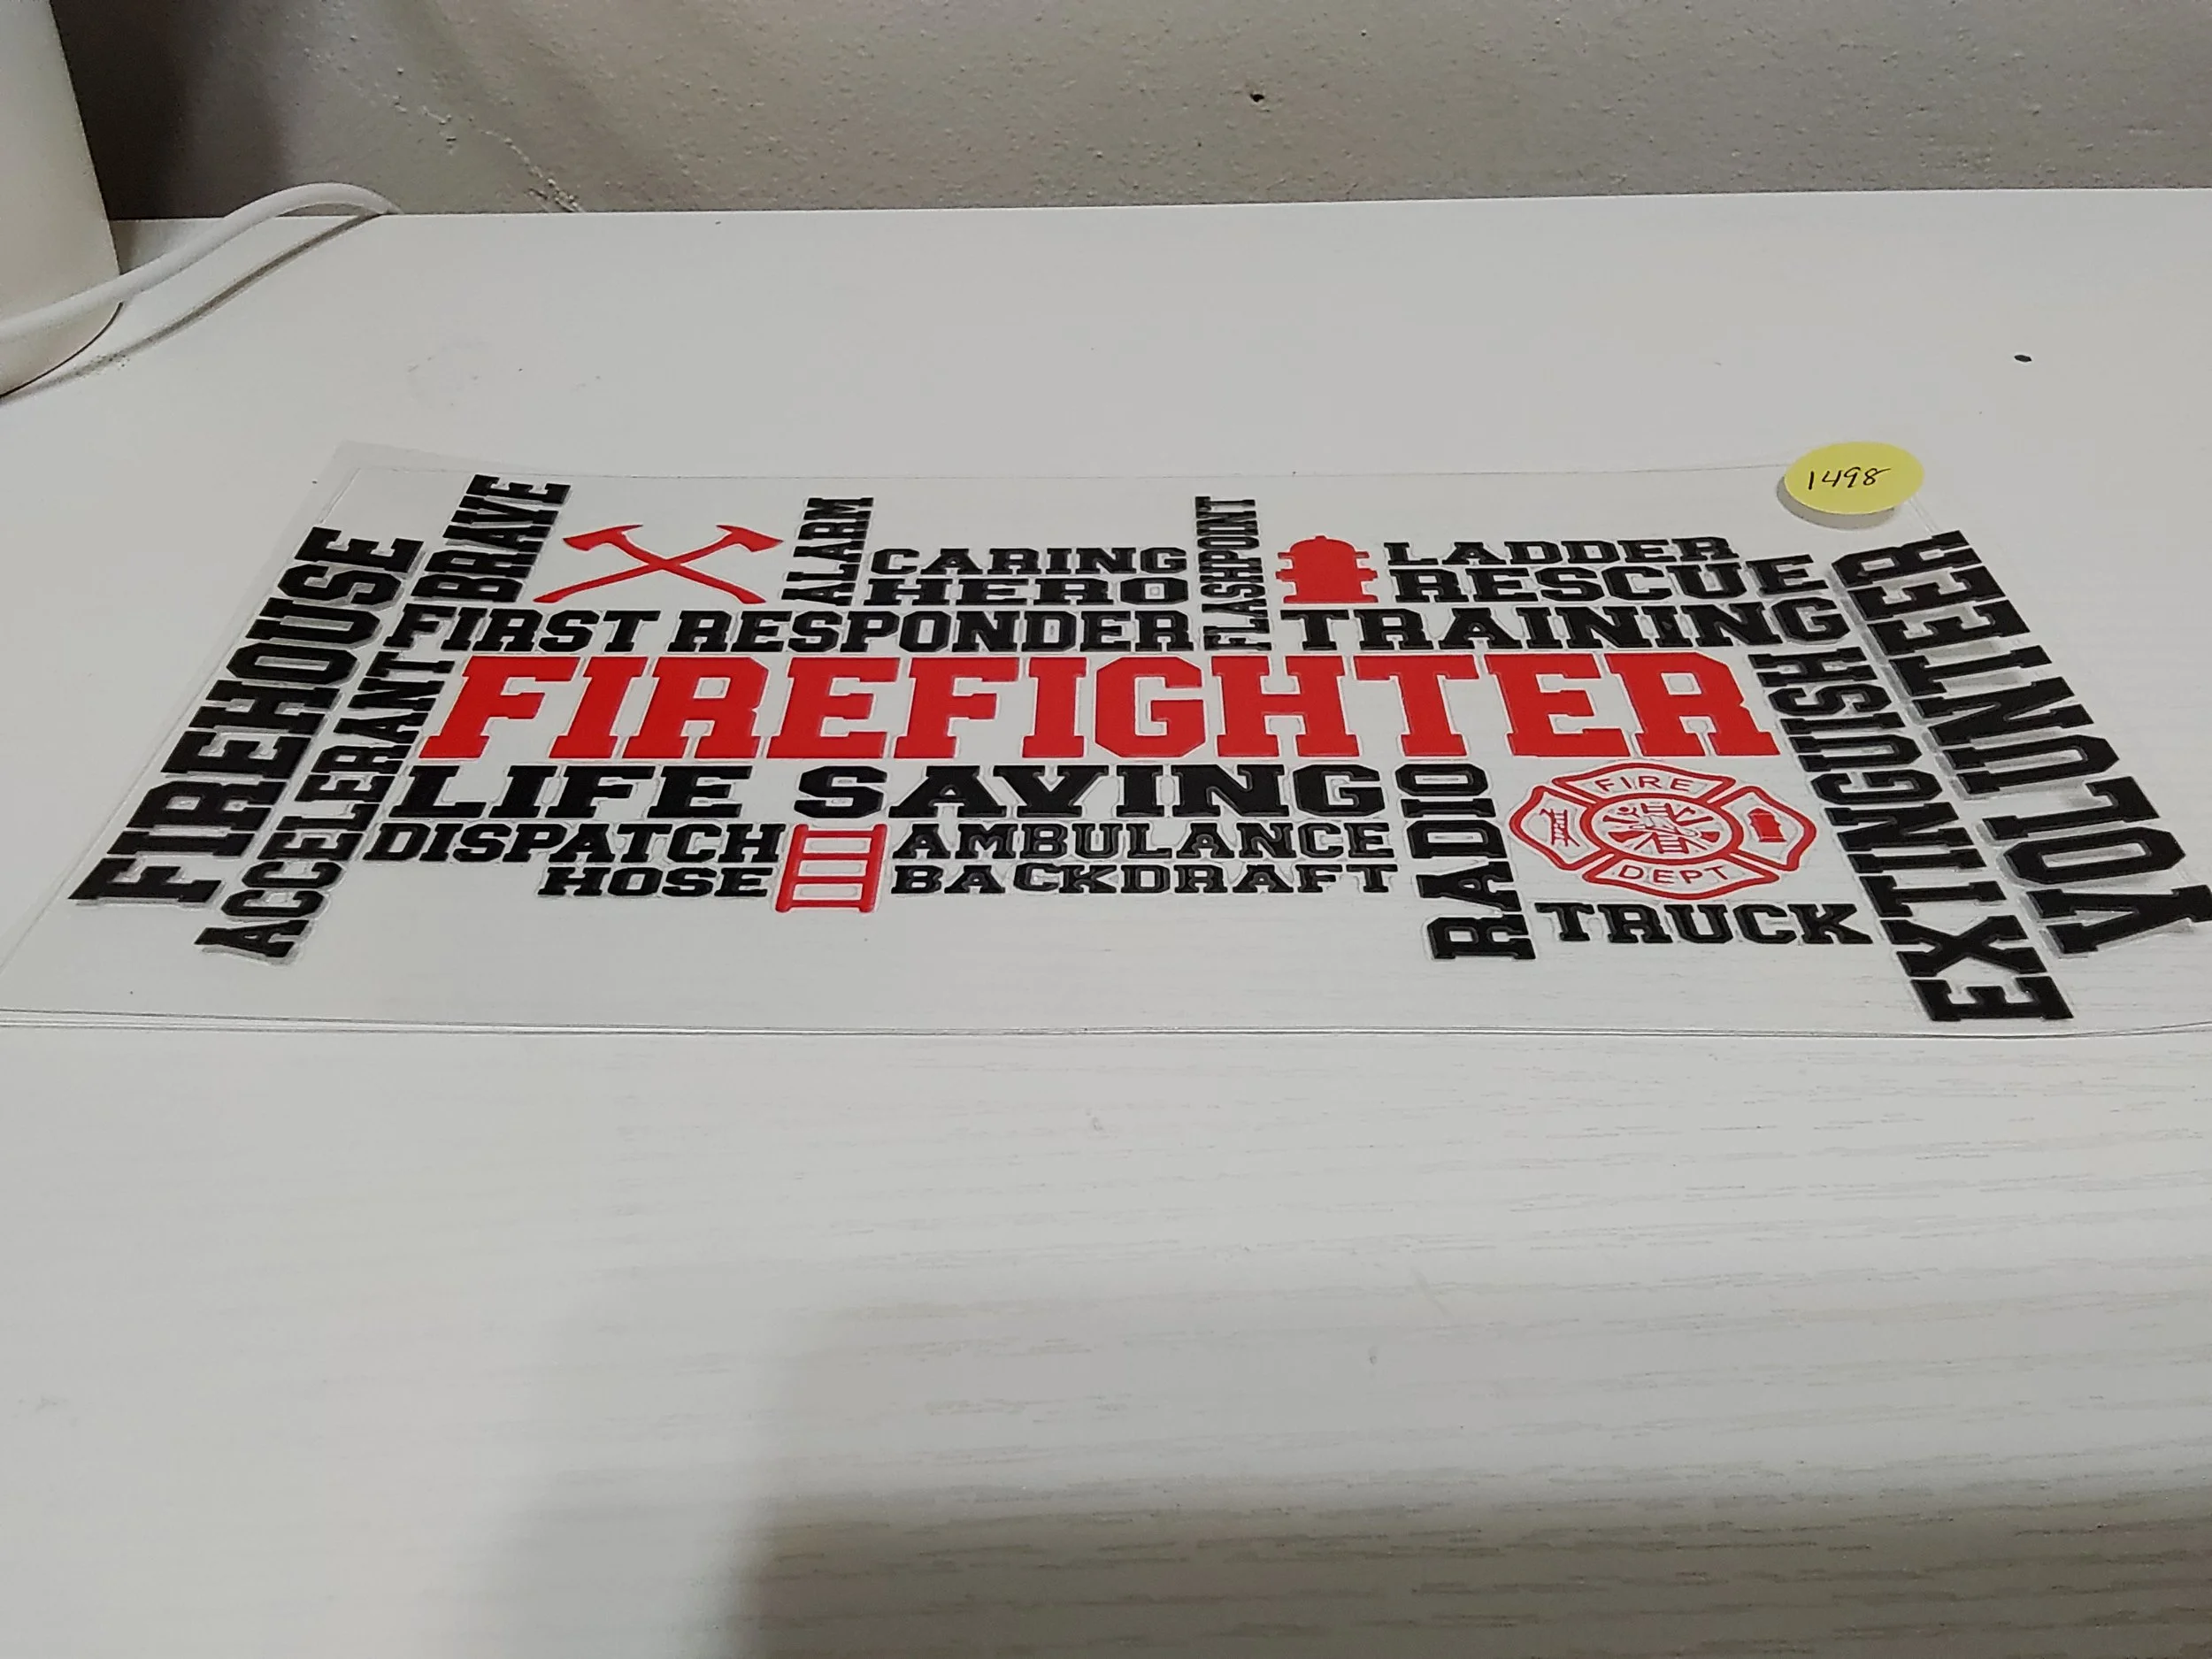 1498
BRAVE
ALARM
FLASHPOINT
CARING
LADDER
HERO
RESCUE
FIREHOUSE
VOLUNTEER
FIRST RESPONDER
TRAINING
ACCELERANT
FIREFIGHTER
EXTINGUISH
LIFE SAVING
RADIO
FIRE
DEPT
DISPATCH
AMBULANCE
HOSE
BACKDRAFT
TRUCK